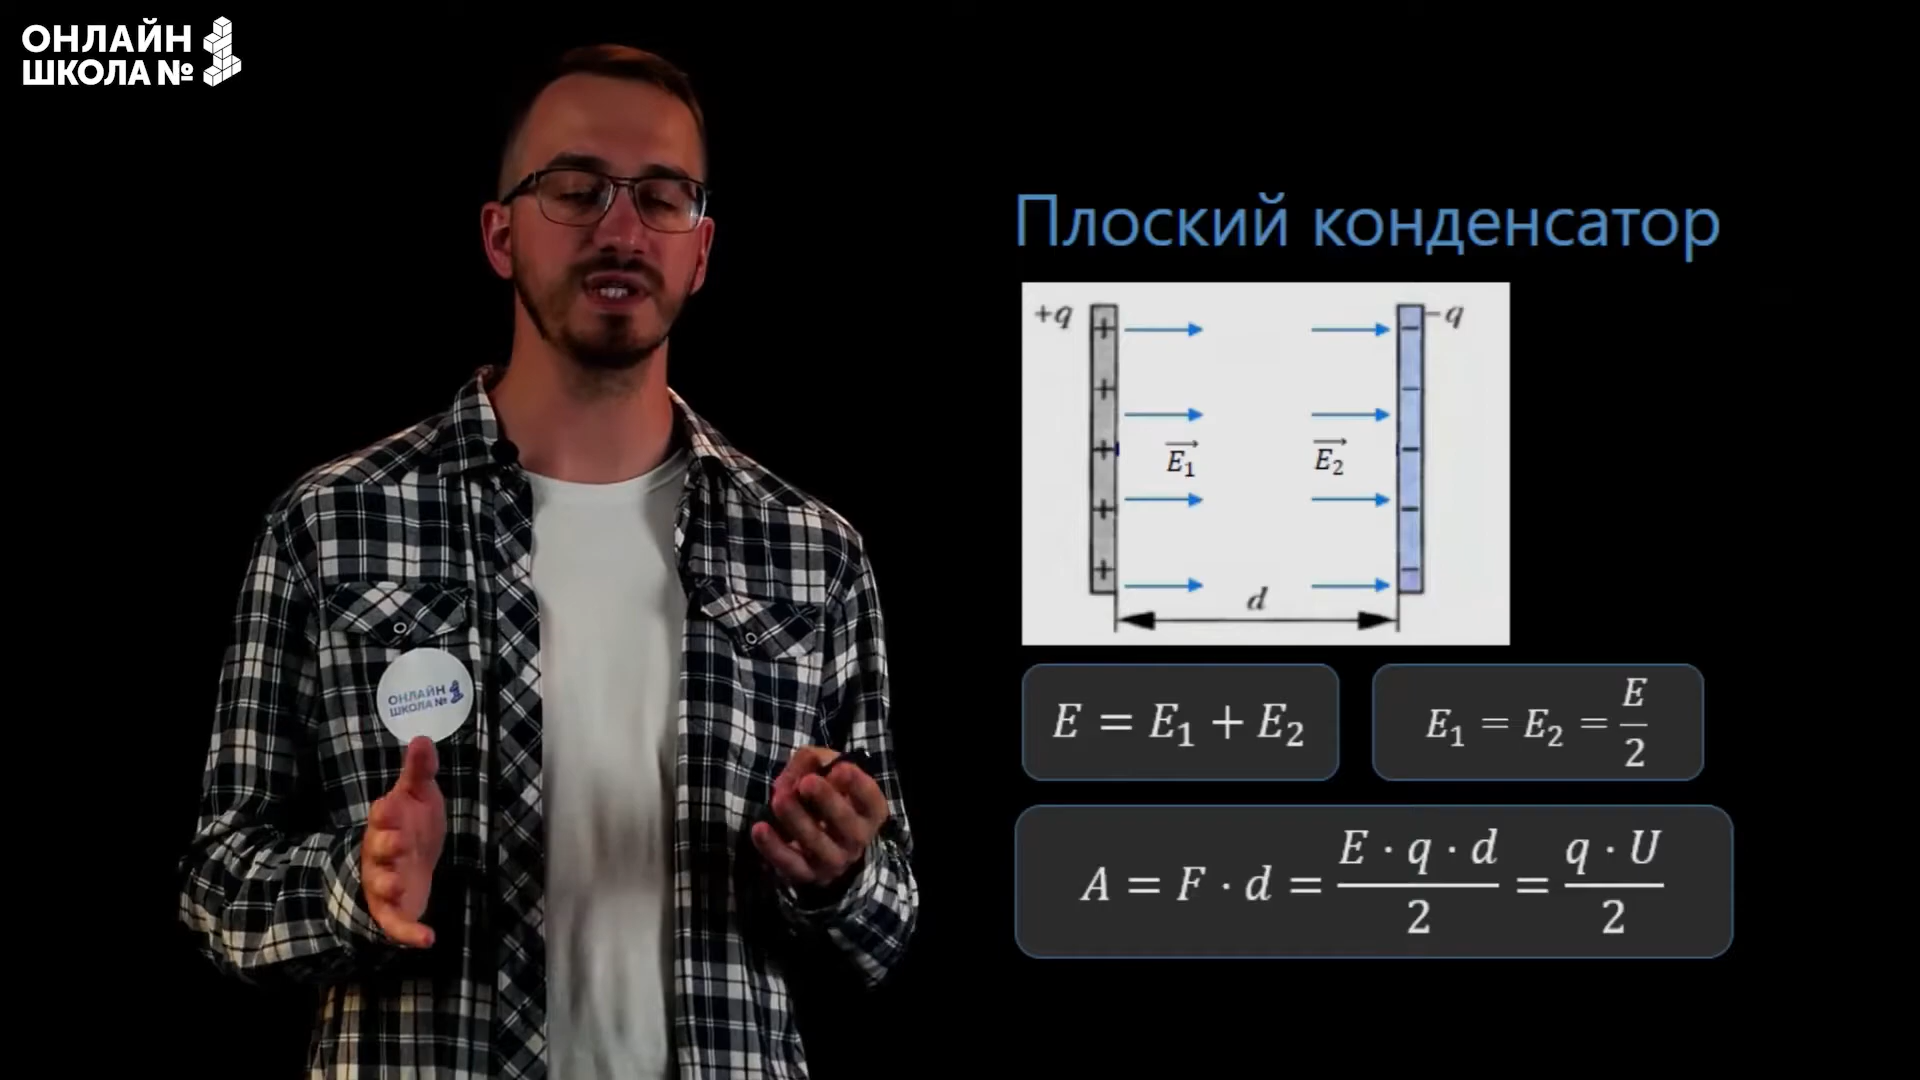 ОНЛАЙН
ШКОЛА №
Плоский конденсатор
+q
-q
E₁
E₂
d
E = E₁ + E₂
E₁ = E₂ = E/2
A = F · d = E · q · d / 2 = q · U / 2
ОНЛАЙН
ШКОЛА №